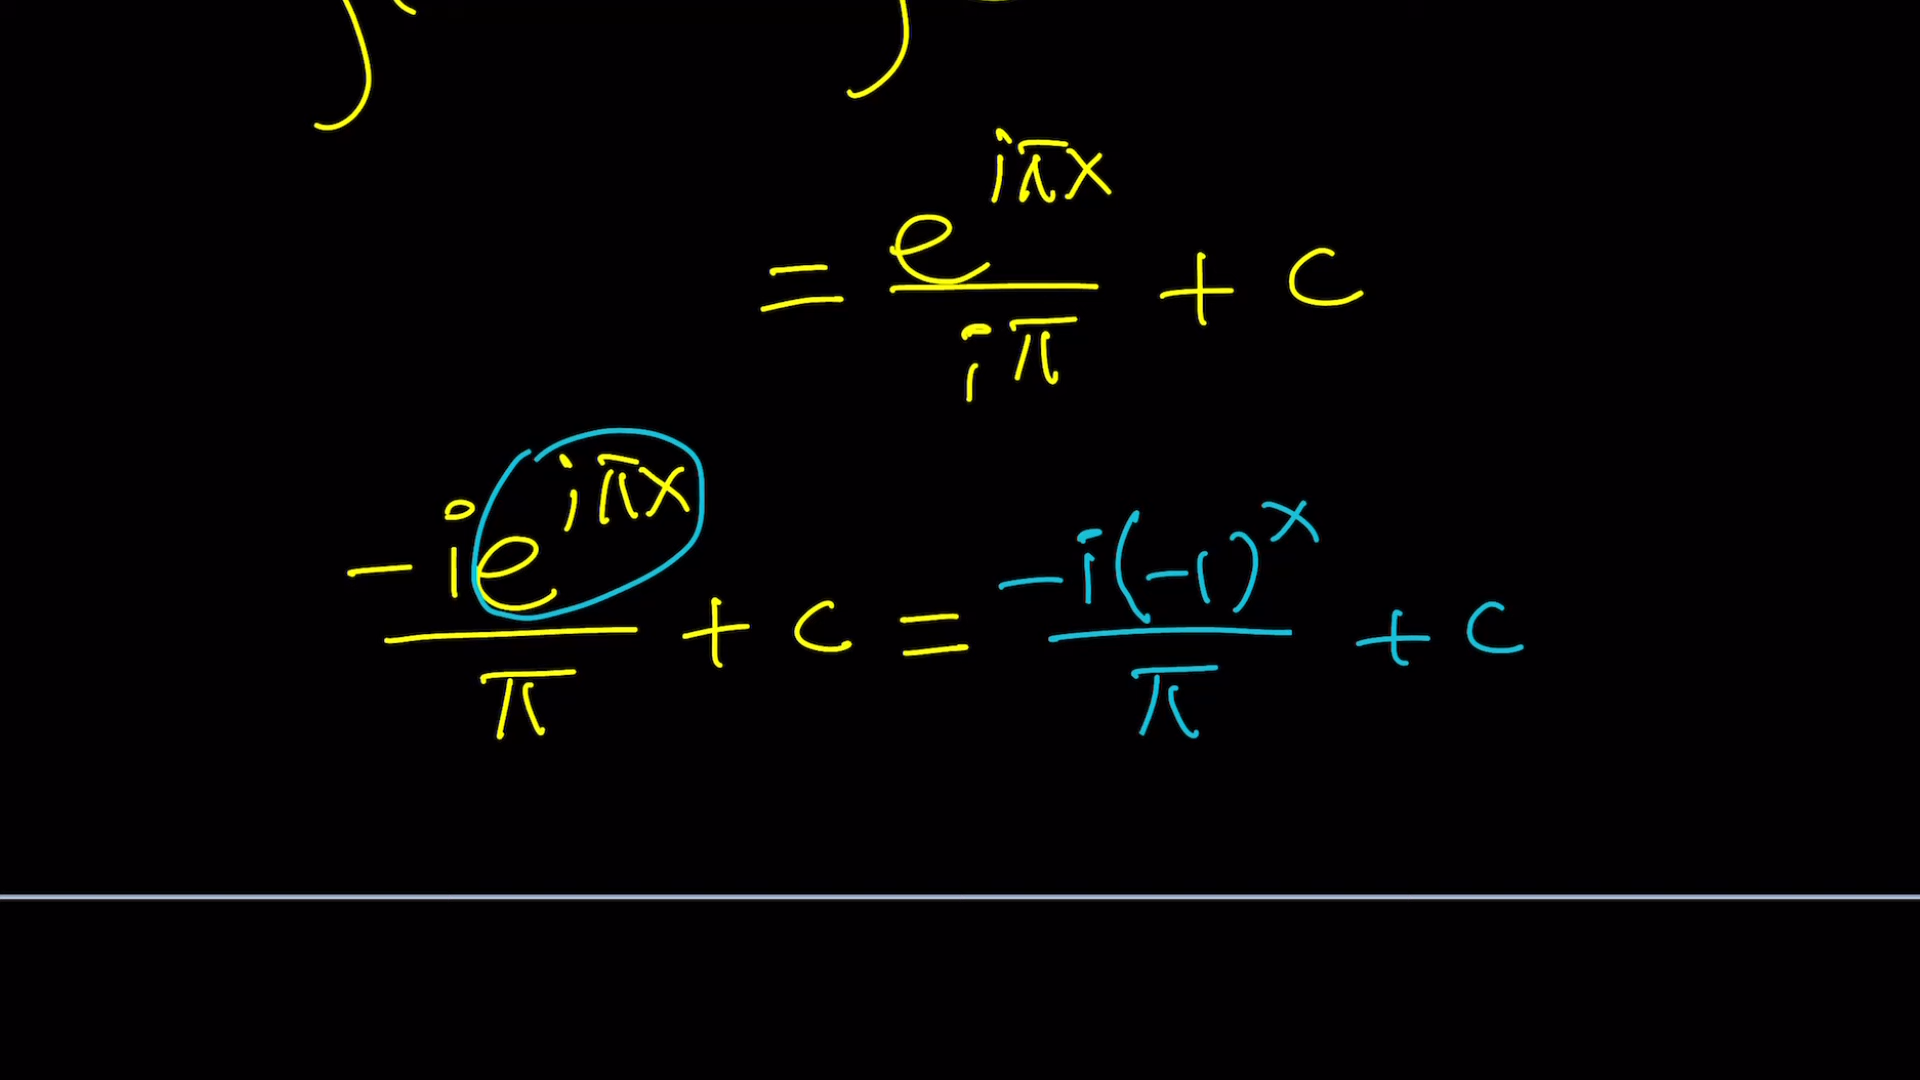 = e^{iπx}/iπ + c
-ie^{iπx}/π + c = -i(-1)^x/π + c